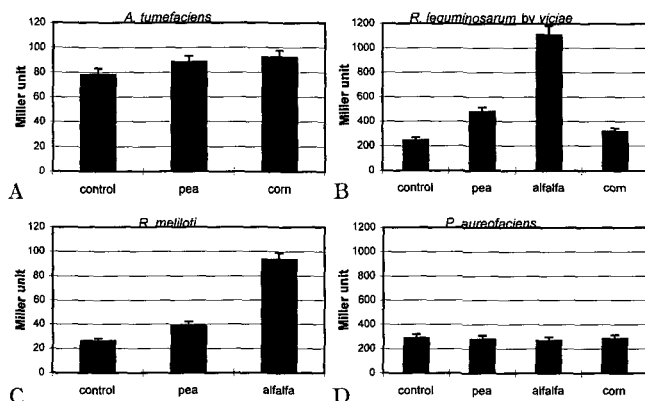 A. tumefaciens
Miller unit
120
100
80
60
40
20
0
control pea corn
A
R. leguminosarum bv viciae
Miller unit
1200
1000
800
600
400
200
0
control pea alfalfa corn
B
R. meliloti
Miller unit
120
100
80
60
40
20
0
control pea alfalfa
C
P. aureofaciens
Miller unit
1200
1000
800
600
400
200
0
control pea alfalfa corn
D